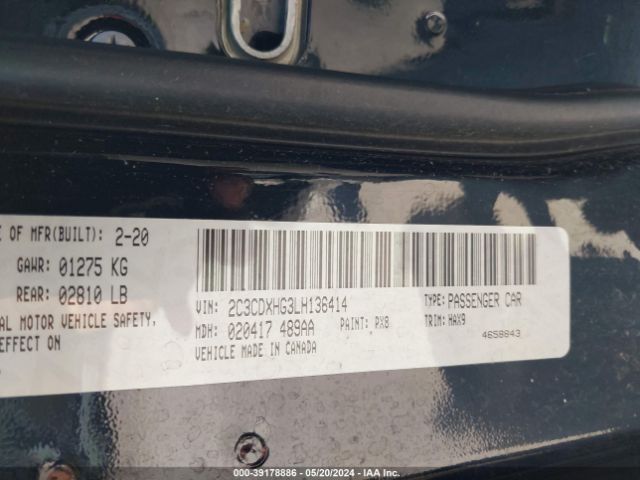 E OF MFR(BUILT): 2-20
GAWR: 01275 KG
REAR: 02810 LB
AL MOTOR VEHICLE SAFETY,
EFFECT ON
VIN: 2C3CDXHG3LH136414
TYPE: PASSENGER CAR
MDH: 020417 489AA
PAINT: PX8
TRIM: HAX9
VEHICLE MADE IN CANADA
4658843
000-39178886 - 05/20/2024 - IAA Inc.